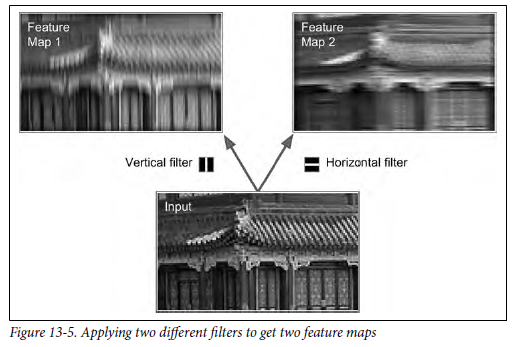 Feature
Map 1
Feature
Map 2
Vertical filter
Horizontal filter
Input
Figure 13-5. Applying two different filters to get two feature maps